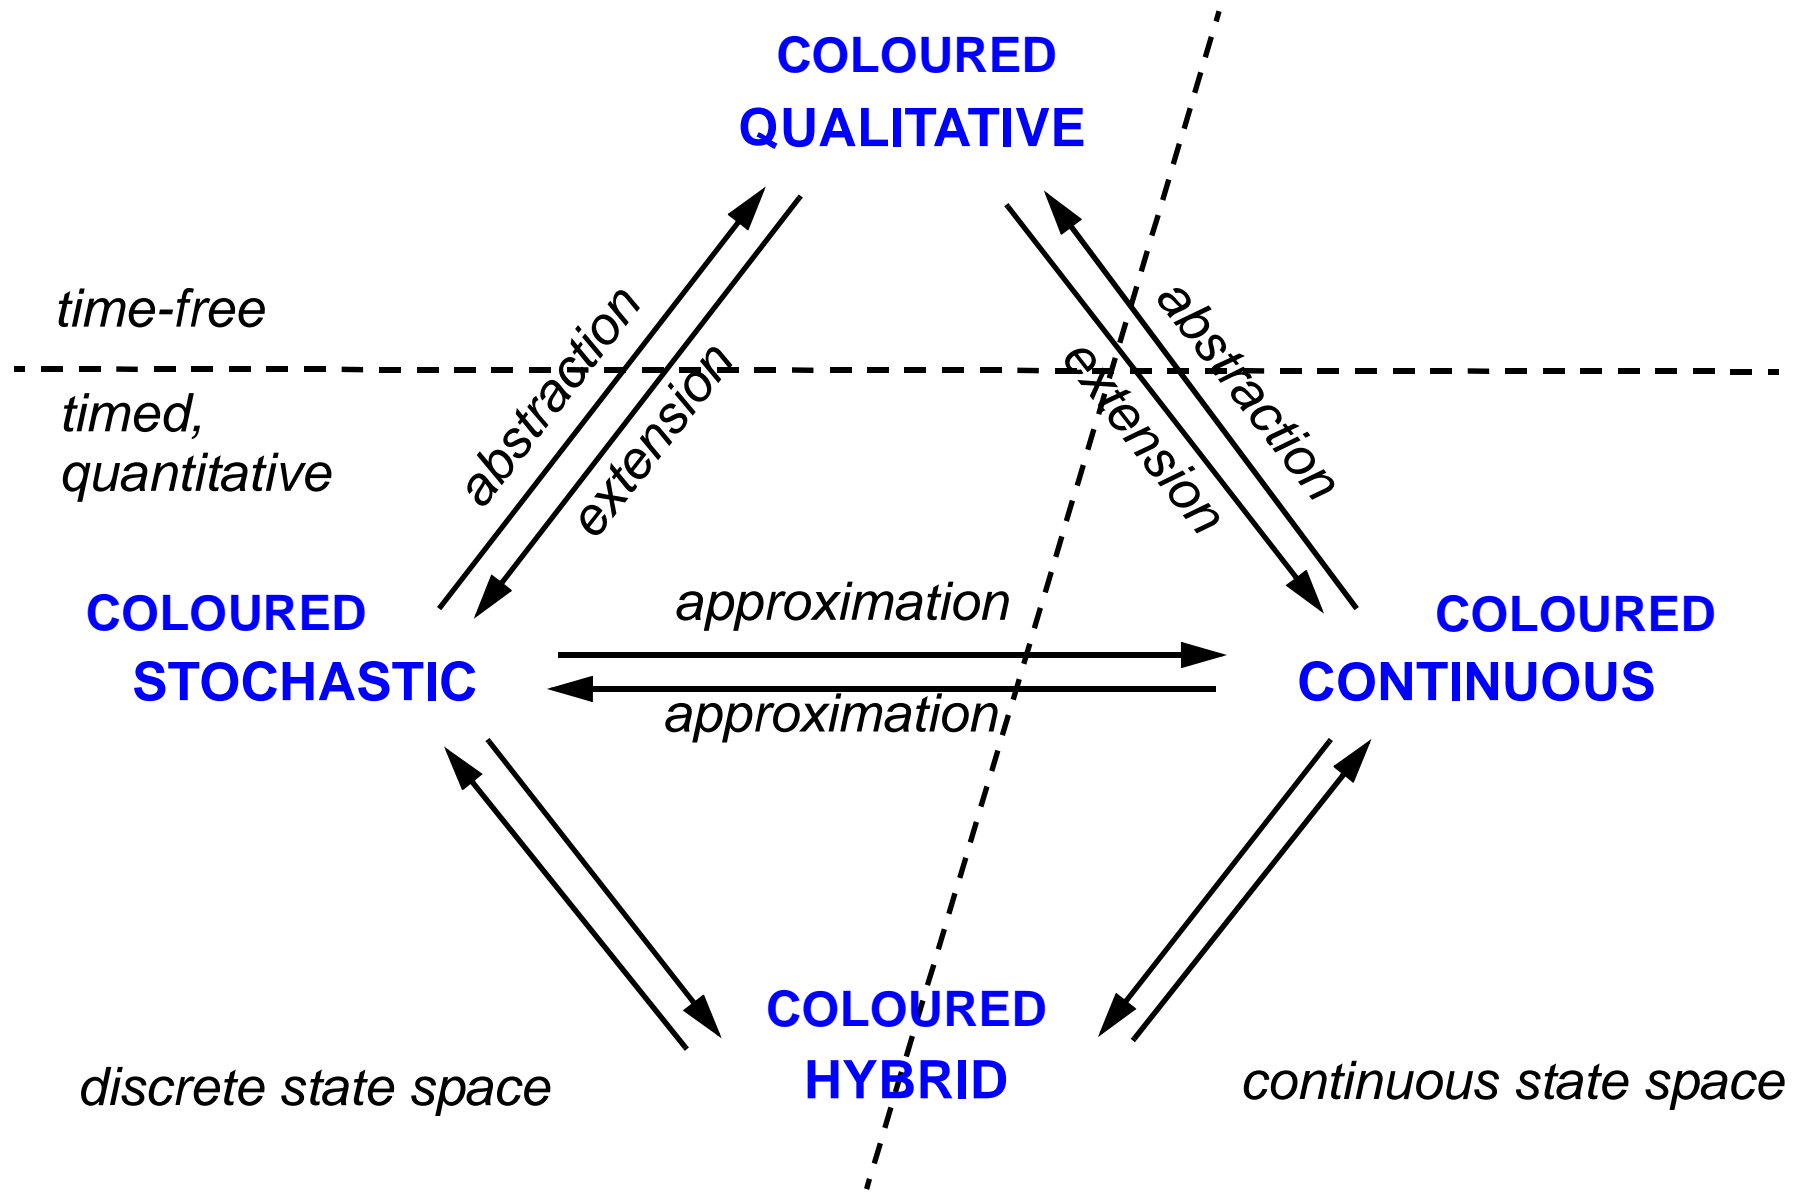 COLOURED
QUALITATIVE
time-free
timed,
quantitative
abstraction
extension
extension
abstraction
COLOURED
STOCHASTIC
approximation
approximation
COLOURED
CONTINUOUS
COLOURED
HYBRID
discrete state space
continuous state space